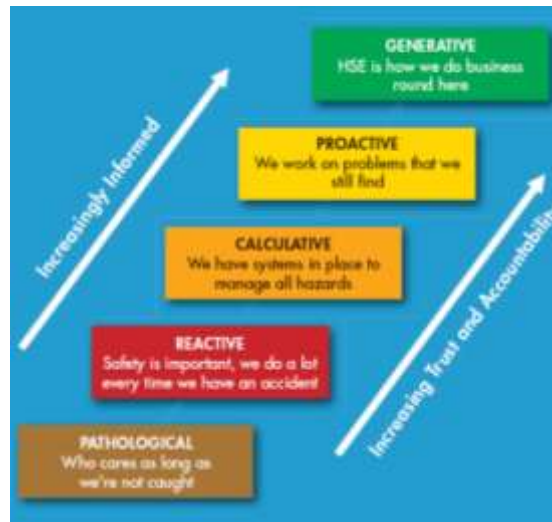 GENERATIVE
HSE is how we do business
round here
PROACTIVE
We work on problems that we
still find
Increasingly Informed
CALCULATIVE
We have systems in place to
manage all hazards
Increasing Trust and
REACTIVE
Safety is important, we do a lot
every time we have an accident
PATHOLOGICAL
Who cares as long as
we're not caught